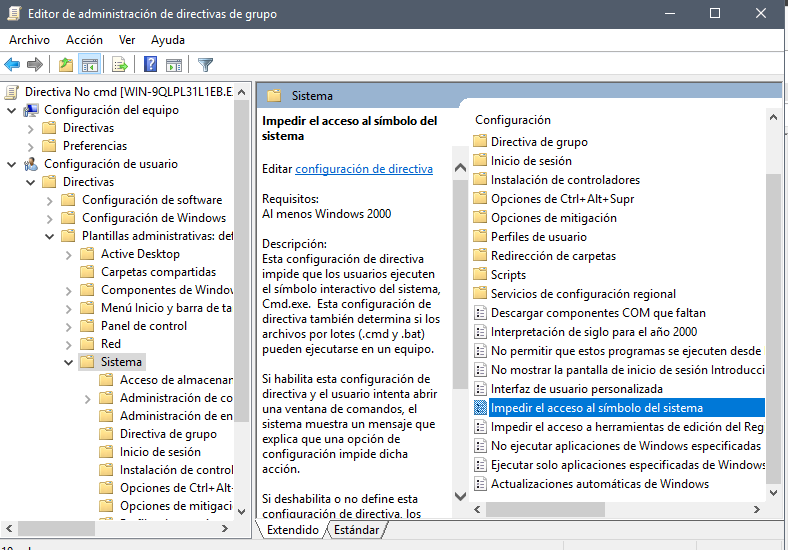 Editor de administración de directivas de grupo
Archivo Acción Ver Ayuda
Directiva No cmd [WIN-9QLPL31L1EB.E
Configuración del equipo
Directivas
Preferencias
Configuración de usuario
Directivas
Configuración de software
Configuración de Windows
Plantillas administrativas: def
Active Desktop
Carpetas compartidas
Componentes de Window
Menú Inicio y barra de ta
Panel de control
Red
Sistema
Acceso de almacenar
Administración de co
Administración de en
Directiva de grupo
Inicio de sesión
Instalación de control
Opciones de Ctrl+Alt-
Opciones de mitigaci
Sistema
Impedir el acceso al símbolo del
sistema
Editar configuración de directiva
Requisitos:
Al menos Windows 2000
Descripción:
Esta configuración de directiva
impide que los usuarios ejecuten
el símbolo interactivo del sistema,
Cmd.exe. Esta configuración de
directiva también determina si los
archivos por lotes (.cmd y .bat)
pueden ejecutarse en un equipo.
Si habilita esta configuración de
directiva y el usuario intenta abrir
una ventana de comandos, el
sistema muestra un mensaje que
explica que una opción de
configuración impide dicha
acción.
Si deshabilita o no define esta
configuración de directiva, los
Configuración
Directiva de grupo
Inicio de sesión
Instalación de controladores
Opciones de Ctrl+Alt+Supr
Opciones de mitigación
Perfiles de usuario
Redirección de carpetas
Scripts
Servicios de configuración regional
Descargar componentes COM que faltan
Interpretación de siglo para el año 2000
No permitir que estos programas se ejecuten desde
No mostrar la pantalla de inicio de sesión Introducci
Interfaz de usuario personalizada
Impedir el acceso al símbolo del sistema
Impedir el acceso a herramientas de edición del Reg
No ejecutar aplicaciones de Windows especificadas
Ejecutar solo aplicaciones especificadas de Windows
Actualizaciones automáticas de Windows
Extendido Estándar